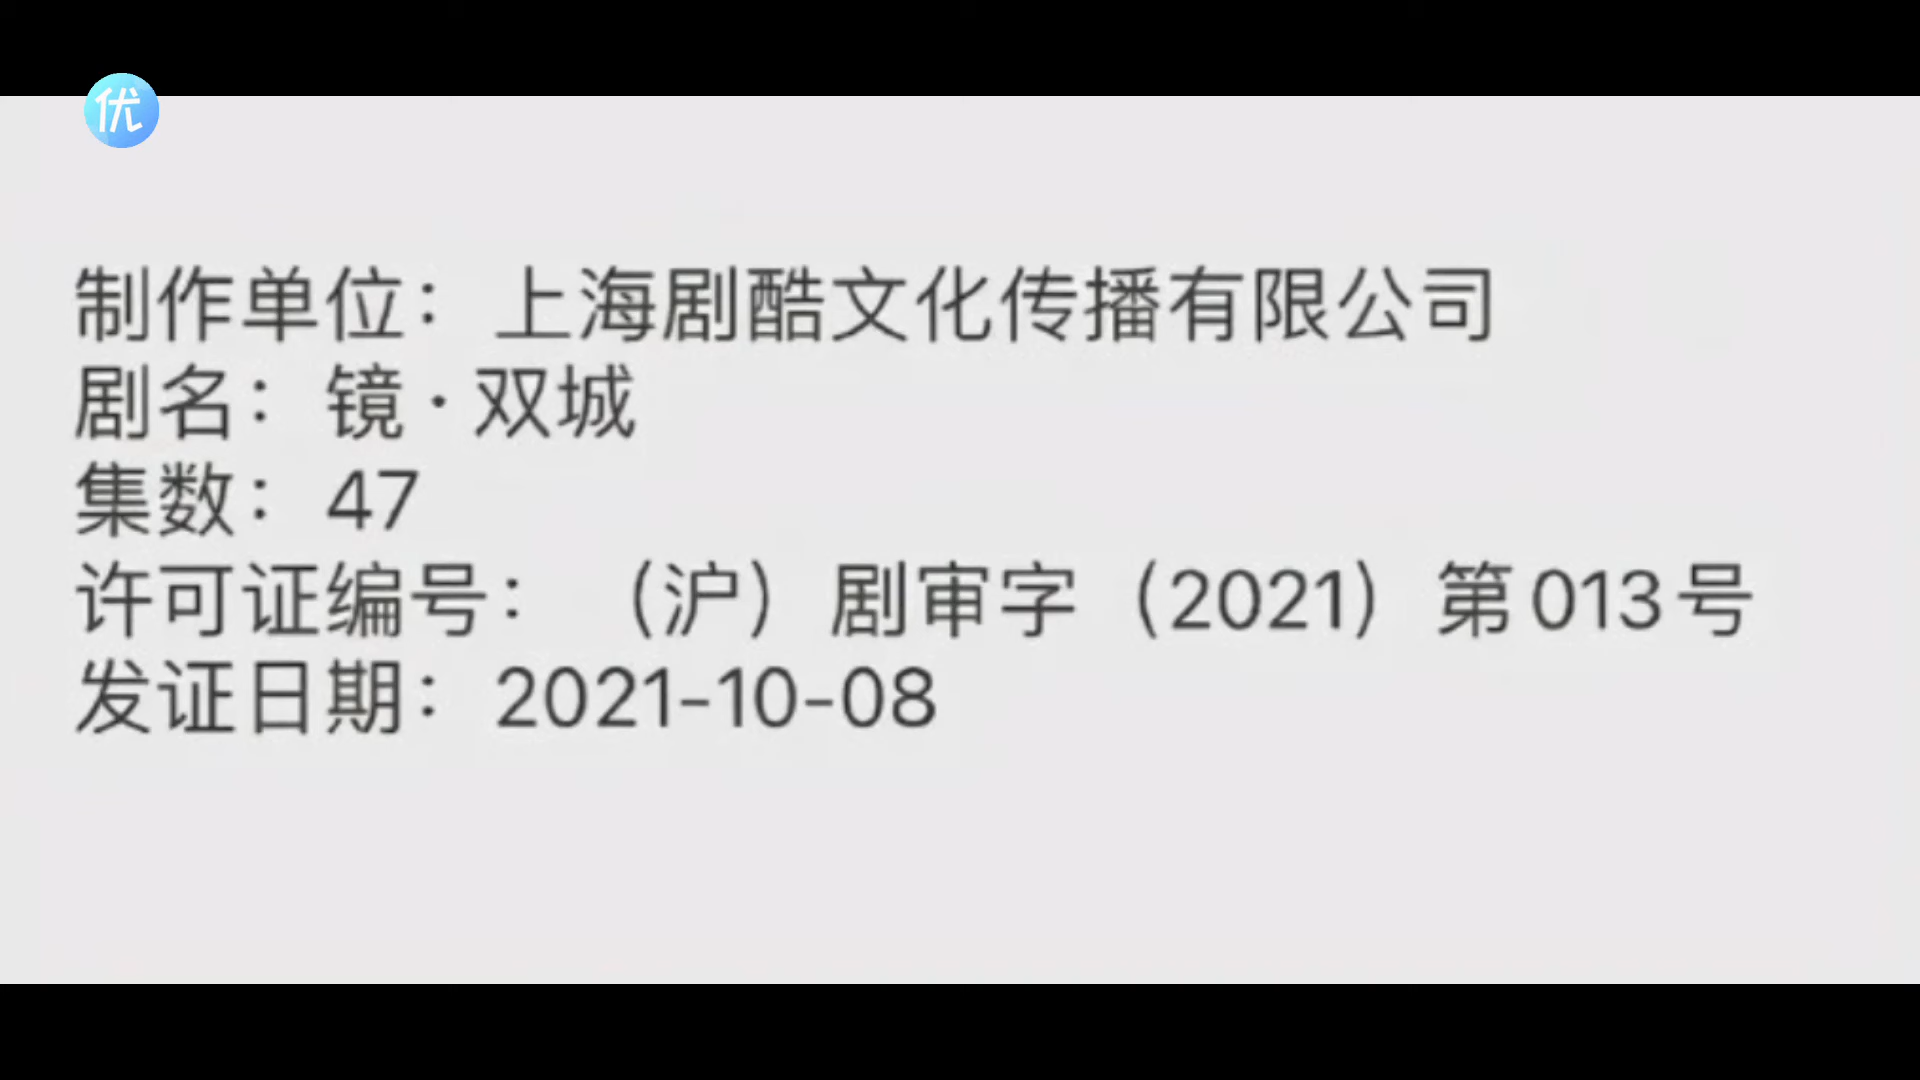 优
制作单位：上海剧酷文化传播有限公司
剧名：镜·双城
集数：47
许可证编号：（沪）剧审字（2021）第013号
发证日期：2021-10-08